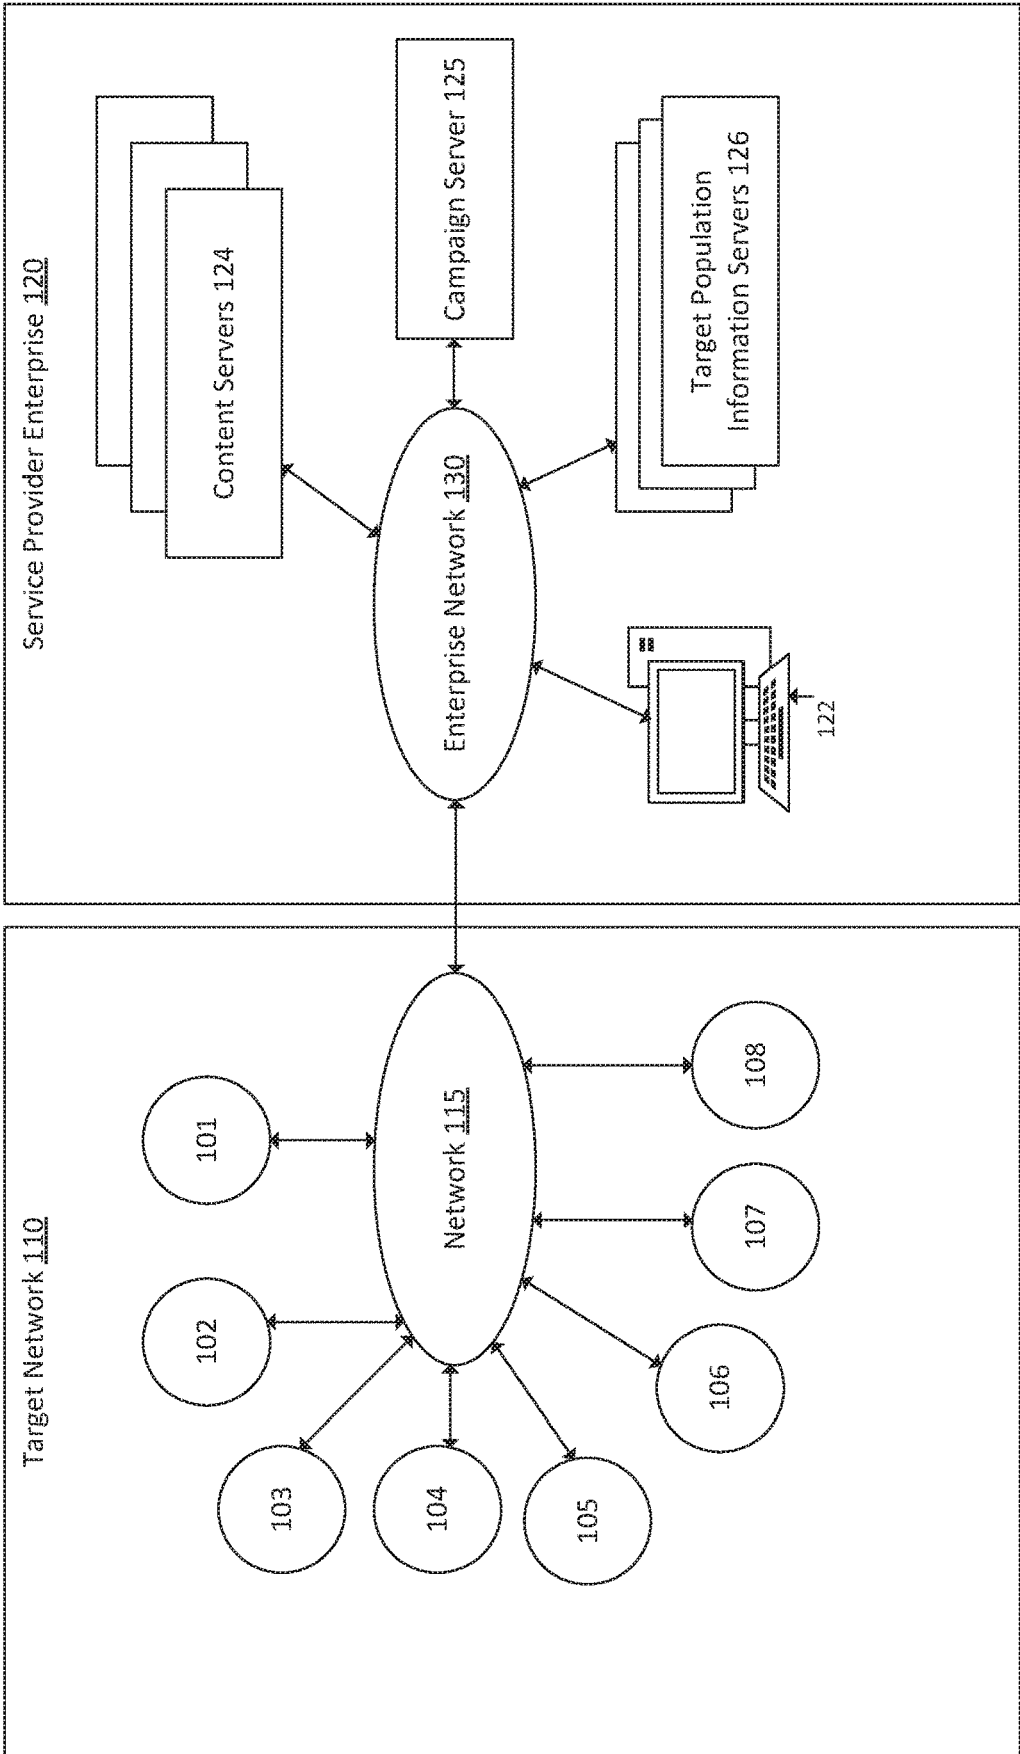 Target Network 110
101
102
103
104
105
106
107
108
Network 115
Service Provider Enterprise 120
Content Servers 124
Campaign Server 125
Enterprise Network 130
Target Population
Information Servers 126
122